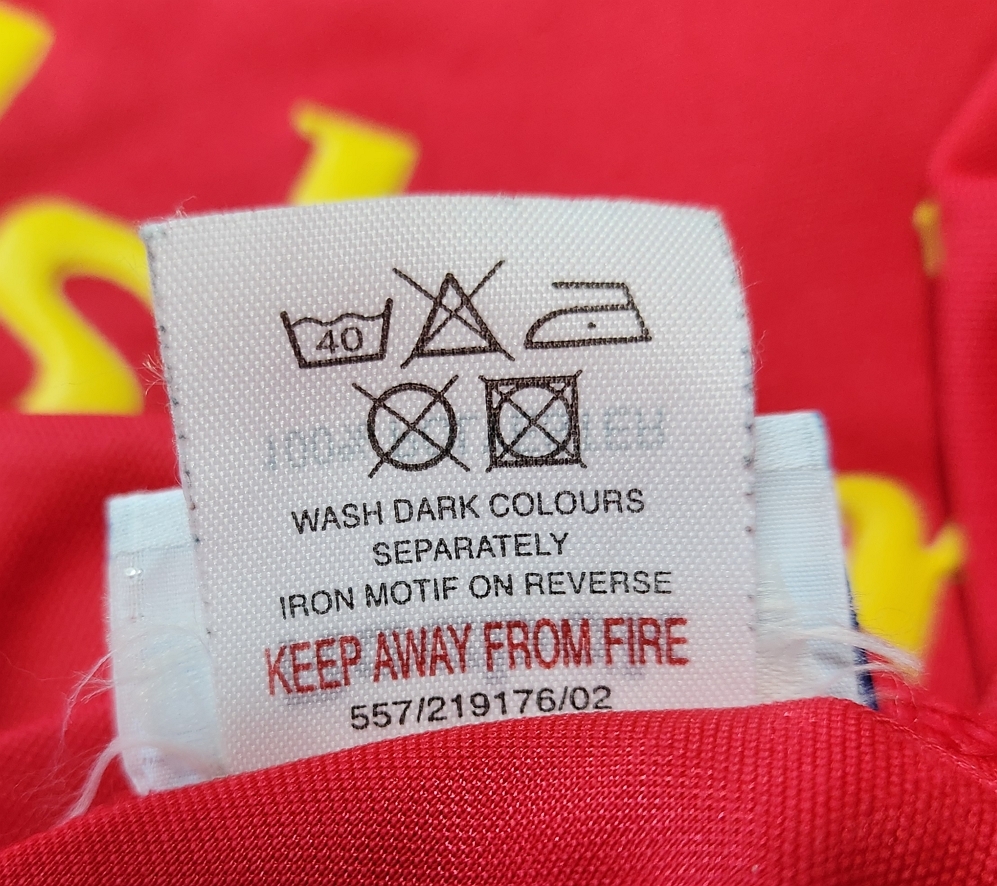 40
WASH DARK COLOURS
SEPARATELY
IRON MOTIF ON REVERSE
KEEP AWAY FROM FIRE
557/219176/02